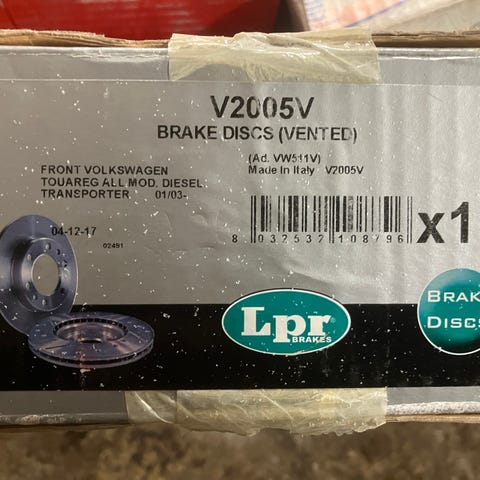 V2005V
BRAKE DISCS (VENTED)
(Ad. VW511V)
Made In Italy V2005V
FRONT VOLKSWAGEN
TOUAREG ALL MOD. DIESEL
TRANSPORTER 01/03-
04-12-17
02491
8 032532 108796
x1
Lpr
BRAKES
BRAK
DISCS